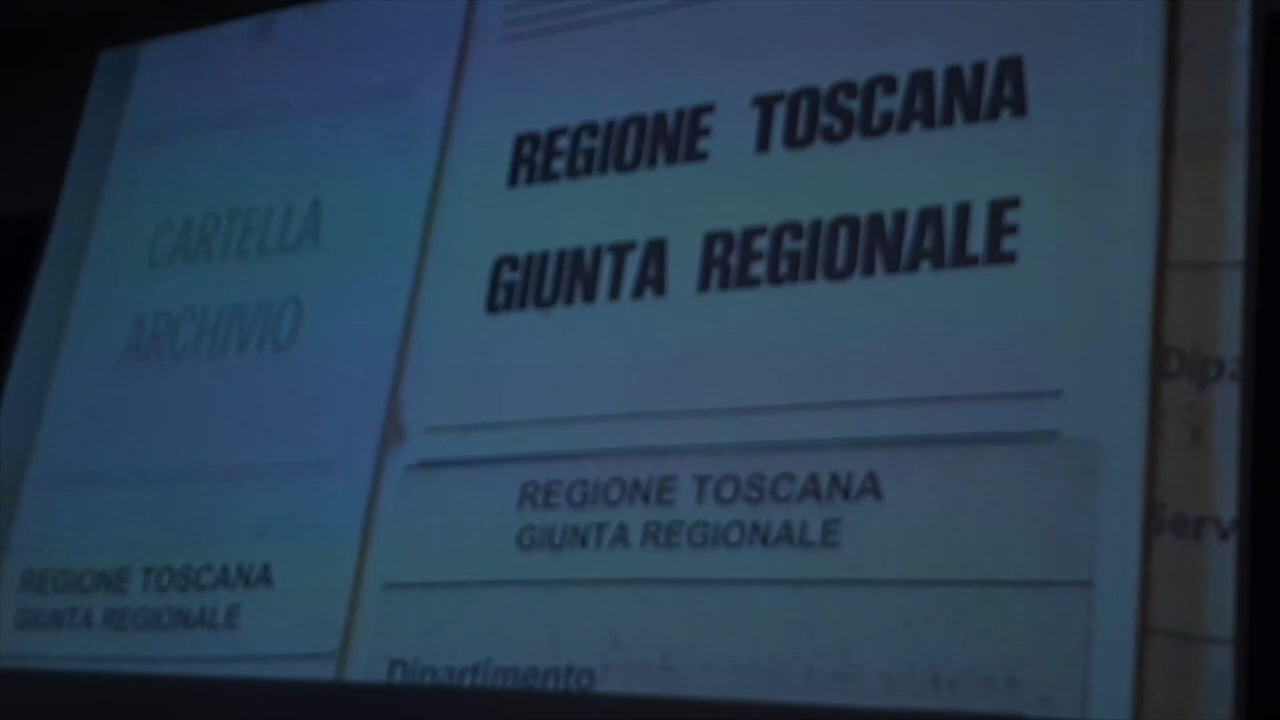 CARTELLA
ARCHIVIO
REGIONE TOSCANA
GIUNTA REGIONALE
REGIONE TOSCANA
GIUNTA REGIONALE
REGIONE TOSCANA
GIUNTA REGIONALE
Dipartimento